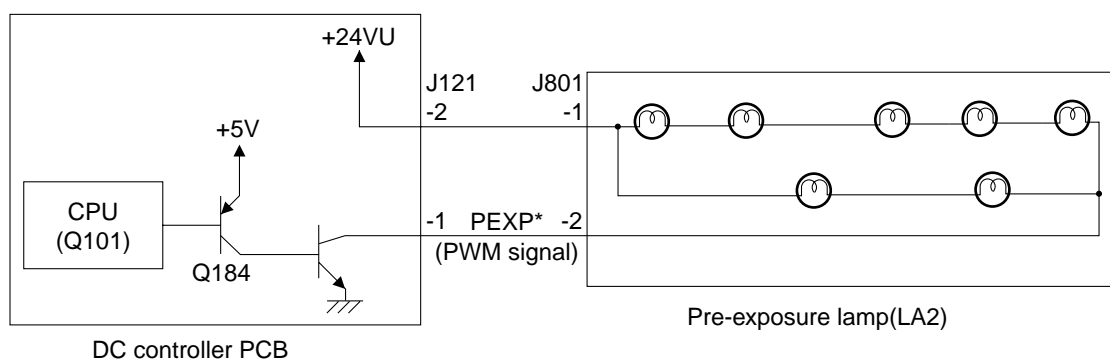 +24VU
J121
J801
-2
-1
+5V
CPU
(Q101)
-1
PEXP*
-2
(PWM signal)
Q184
Pre-exposure lamp(LA2)
DC controller PCB